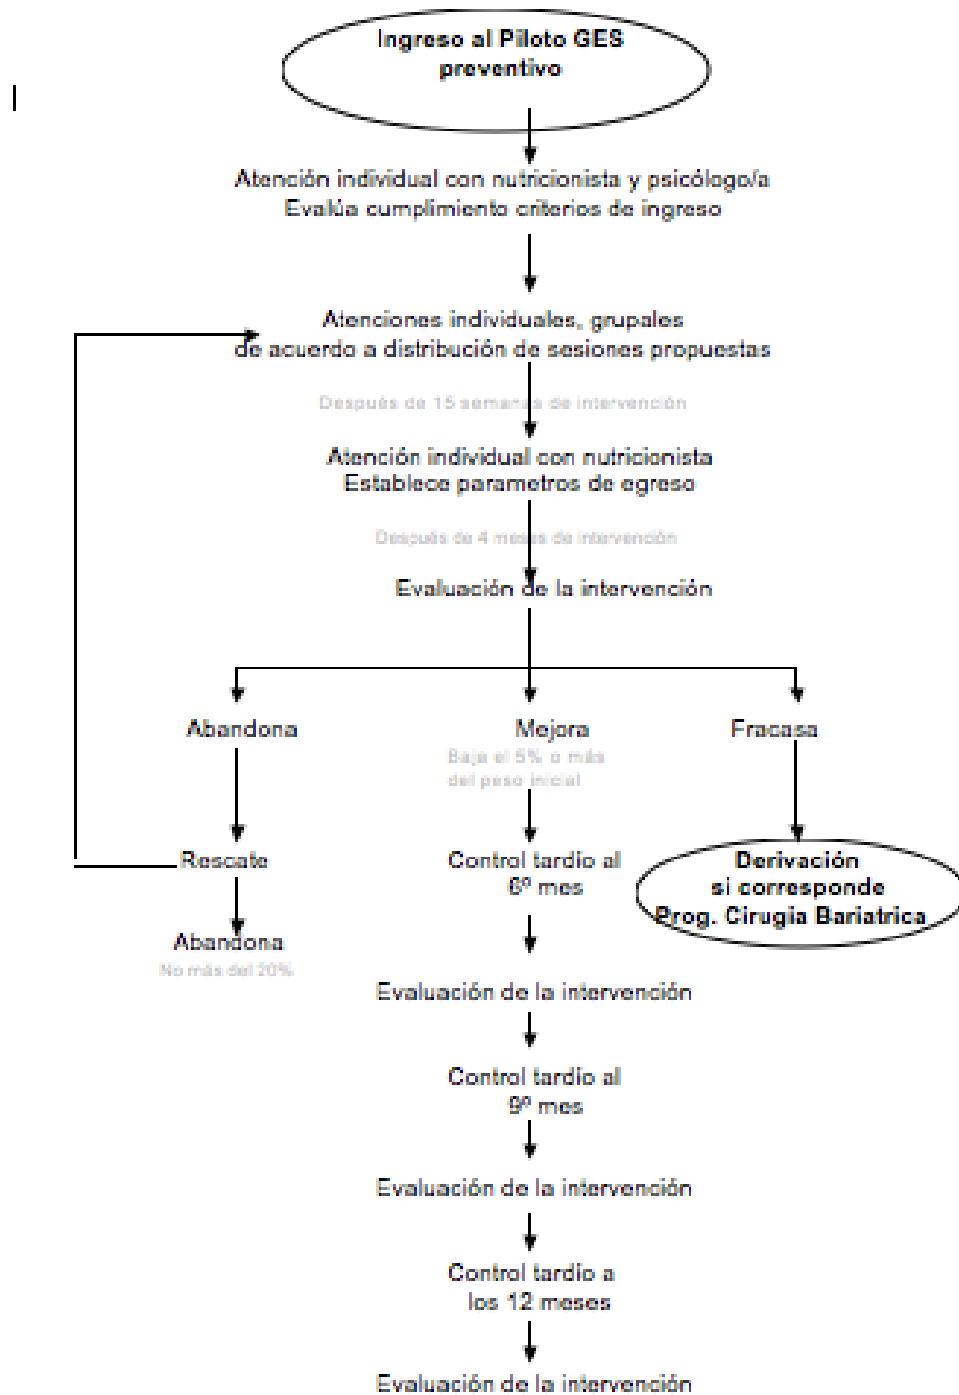 Ingreso al Piloto GES
preventivo
Atención individual con nutricionista y psicólogo/a
Evalúa cumplimiento criterios de ingreso
Atenciones individuales, grupales
de acuerdo a distribución de sesiones propuestas
Después de 15 semanas de intervención
Atención individual con nutricionista
Establece parametros de egreso
Después de 4 meses de intervención
Evaluación de la intervención
Abandona
Mejora
Fracasa
Baja el 5% o más
del peso inicial
Rescate
Control tardío al
6º mes
Derivación
si corresponde
Prog. Cirugia Bariatrica
Abandona
No más del 20%
Evaluación de la intervención
Control tardío al
9º mes
Evaluación de la intervención
Control tardío a
los 12 meses
Evaluación de la intervención